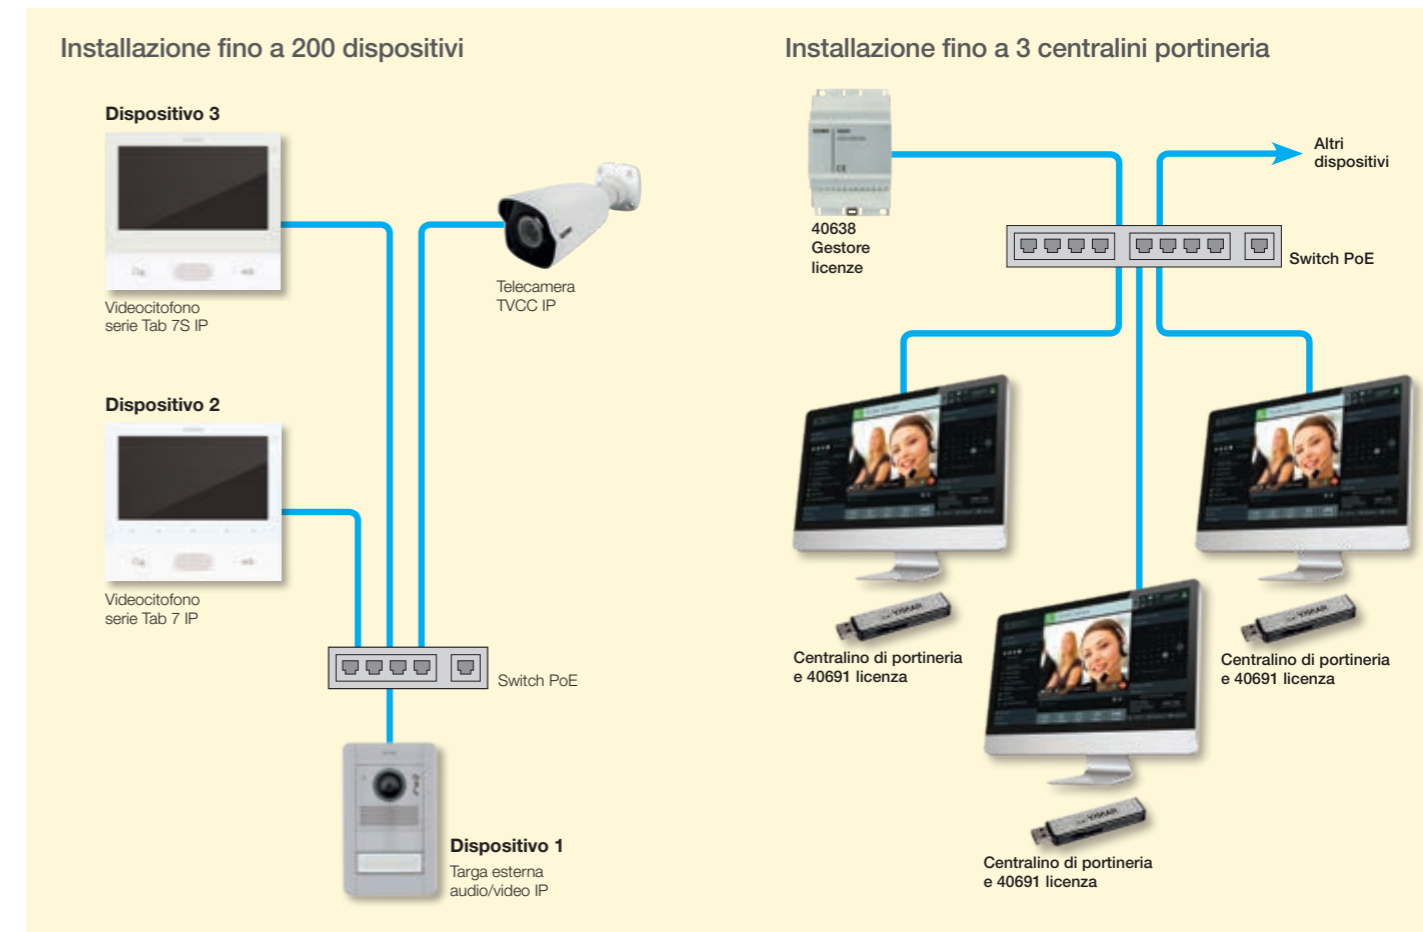 Installazione fino a 200 dispositivi
Dispositivo 3
Videocitofono
serie Tab 7S IP
Telecamera
TVCC IP
Dispositivo 2
Videocitofono
serie Tab 7 IP
Switch PoE
Dispositivo 1
Targa esterna
audio/video IP
Installazione fino a 3 centralini portineria
40638
Gestore
licenze
Altri
dispositivi
Switch PoE
Centralino di portineria
e 40691 licenza
VIMAR
Centralino di portineria
e 40691 licenza
VIMAR
Centralino di portineria
e 40691 licenza
VIMAR